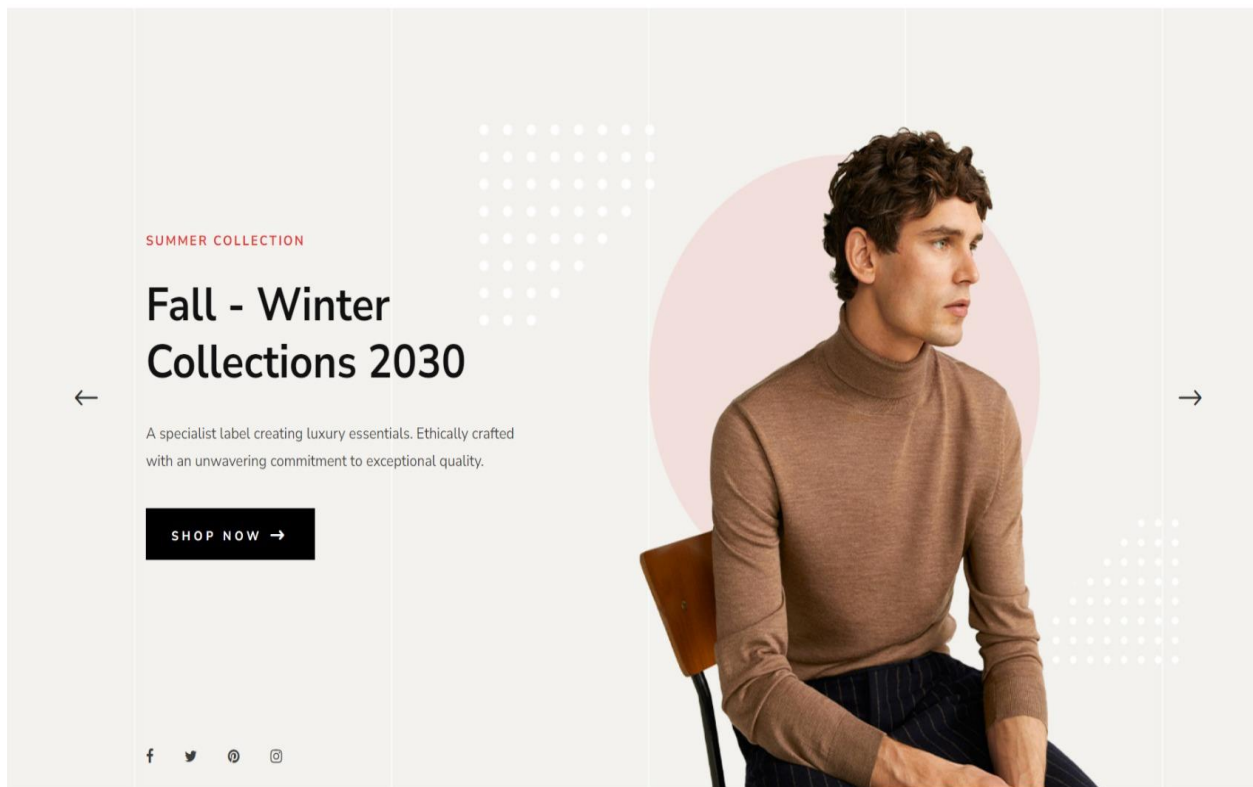 SUMMER COLLECTION
Fall - Winter
Collections 2030
A specialist label creating luxury essentials. Ethically crafted
with an unwavering commitment to exceptional quality.
SHOP NOW →